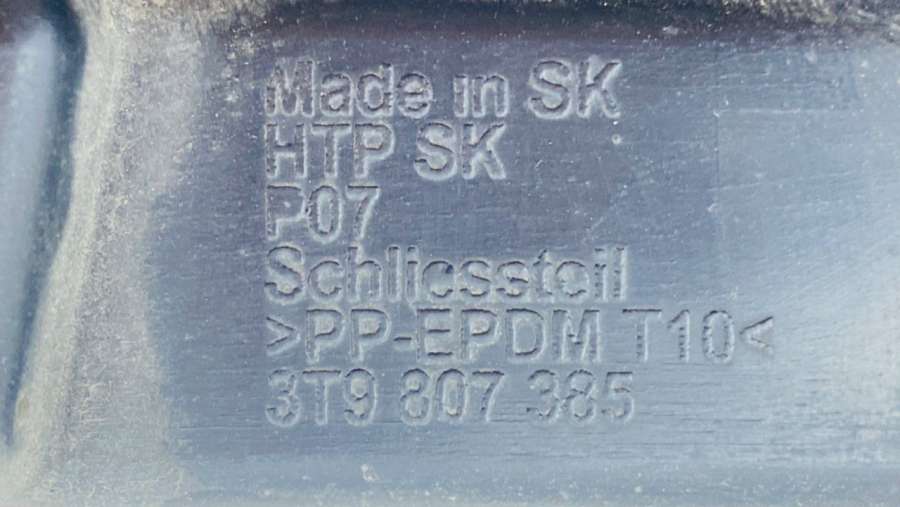 Made in SK
HTP SK
P07
Schliessteil
>PP-EPDM T10<
3T9 807 385